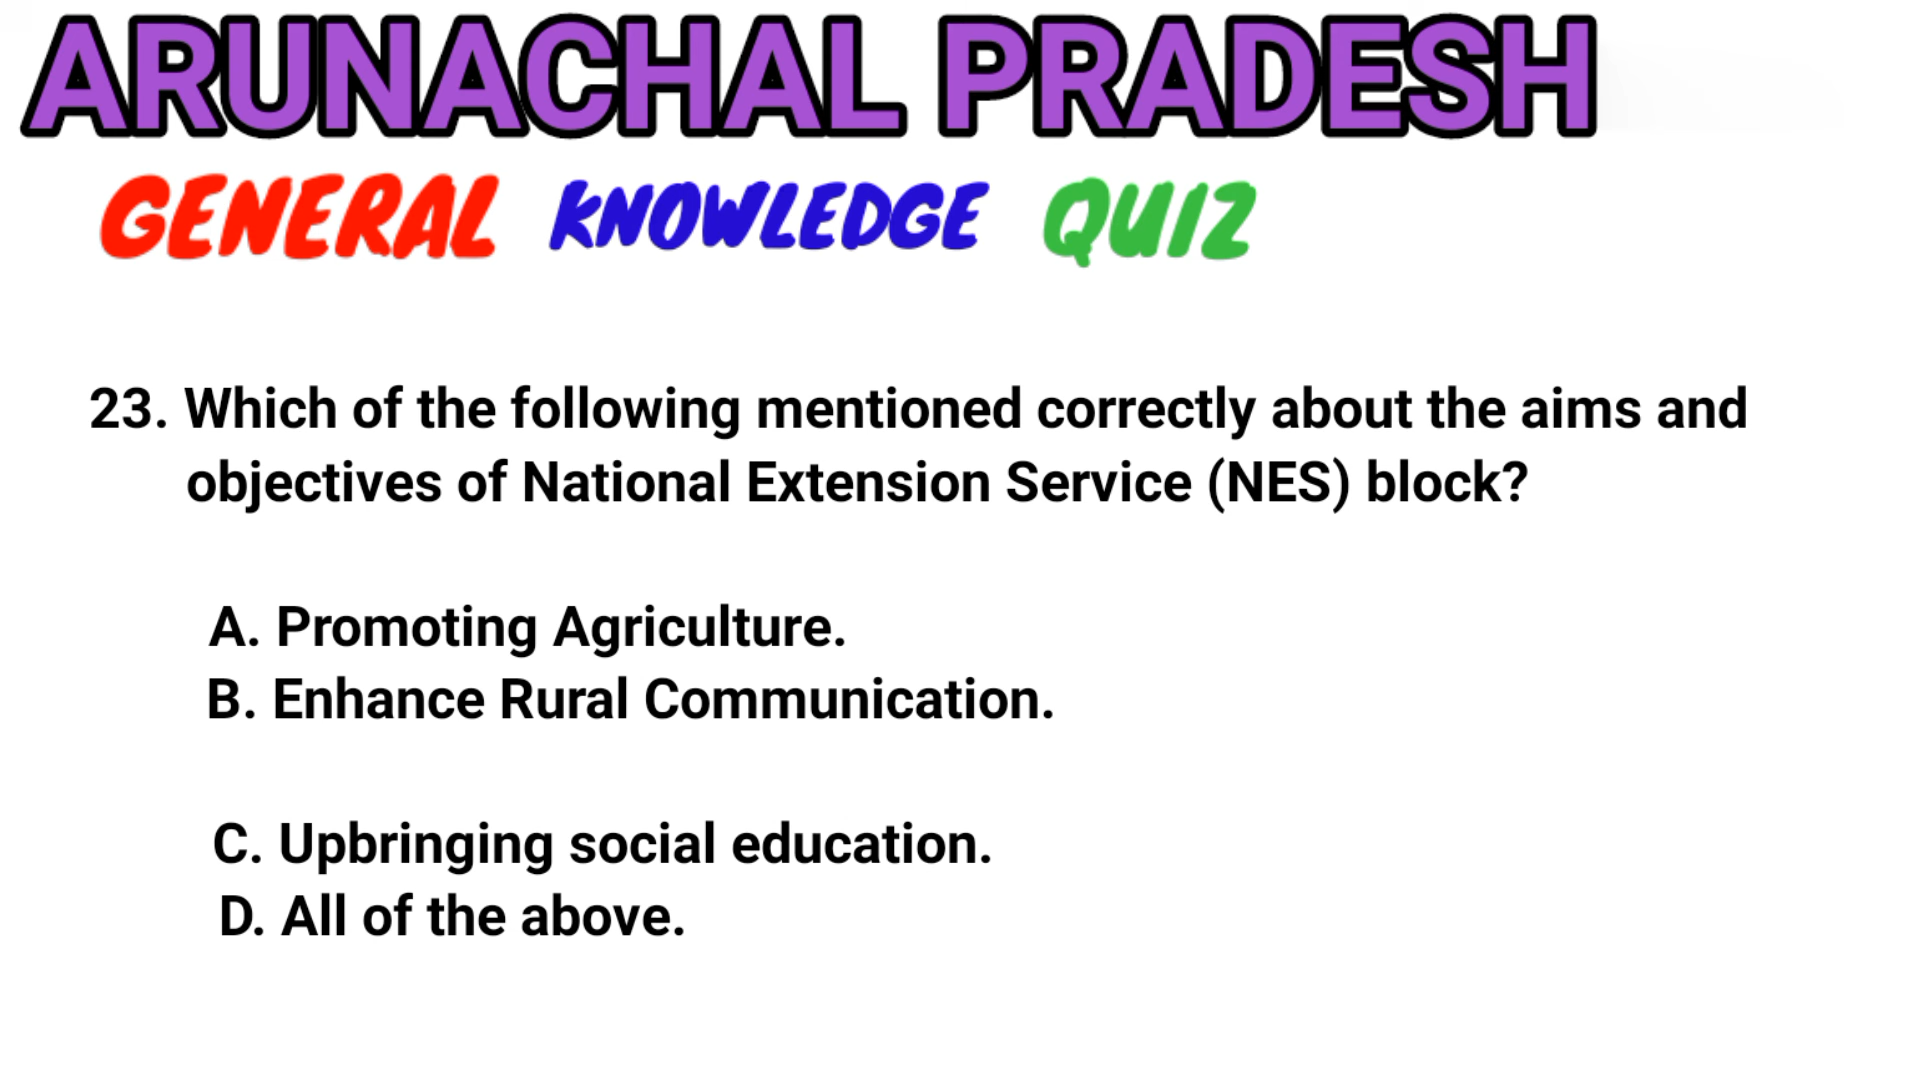 ARUNACHAL PRADESH
GENERAL KNOWLEDGE QUIZ
23. Which of the following mentioned correctly about the aims and
objectives of National Extension Service (NES) block?
A. Promoting Agriculture.
B. Enhance Rural Communication.
C. Upbringing social education.
D. All of the above.